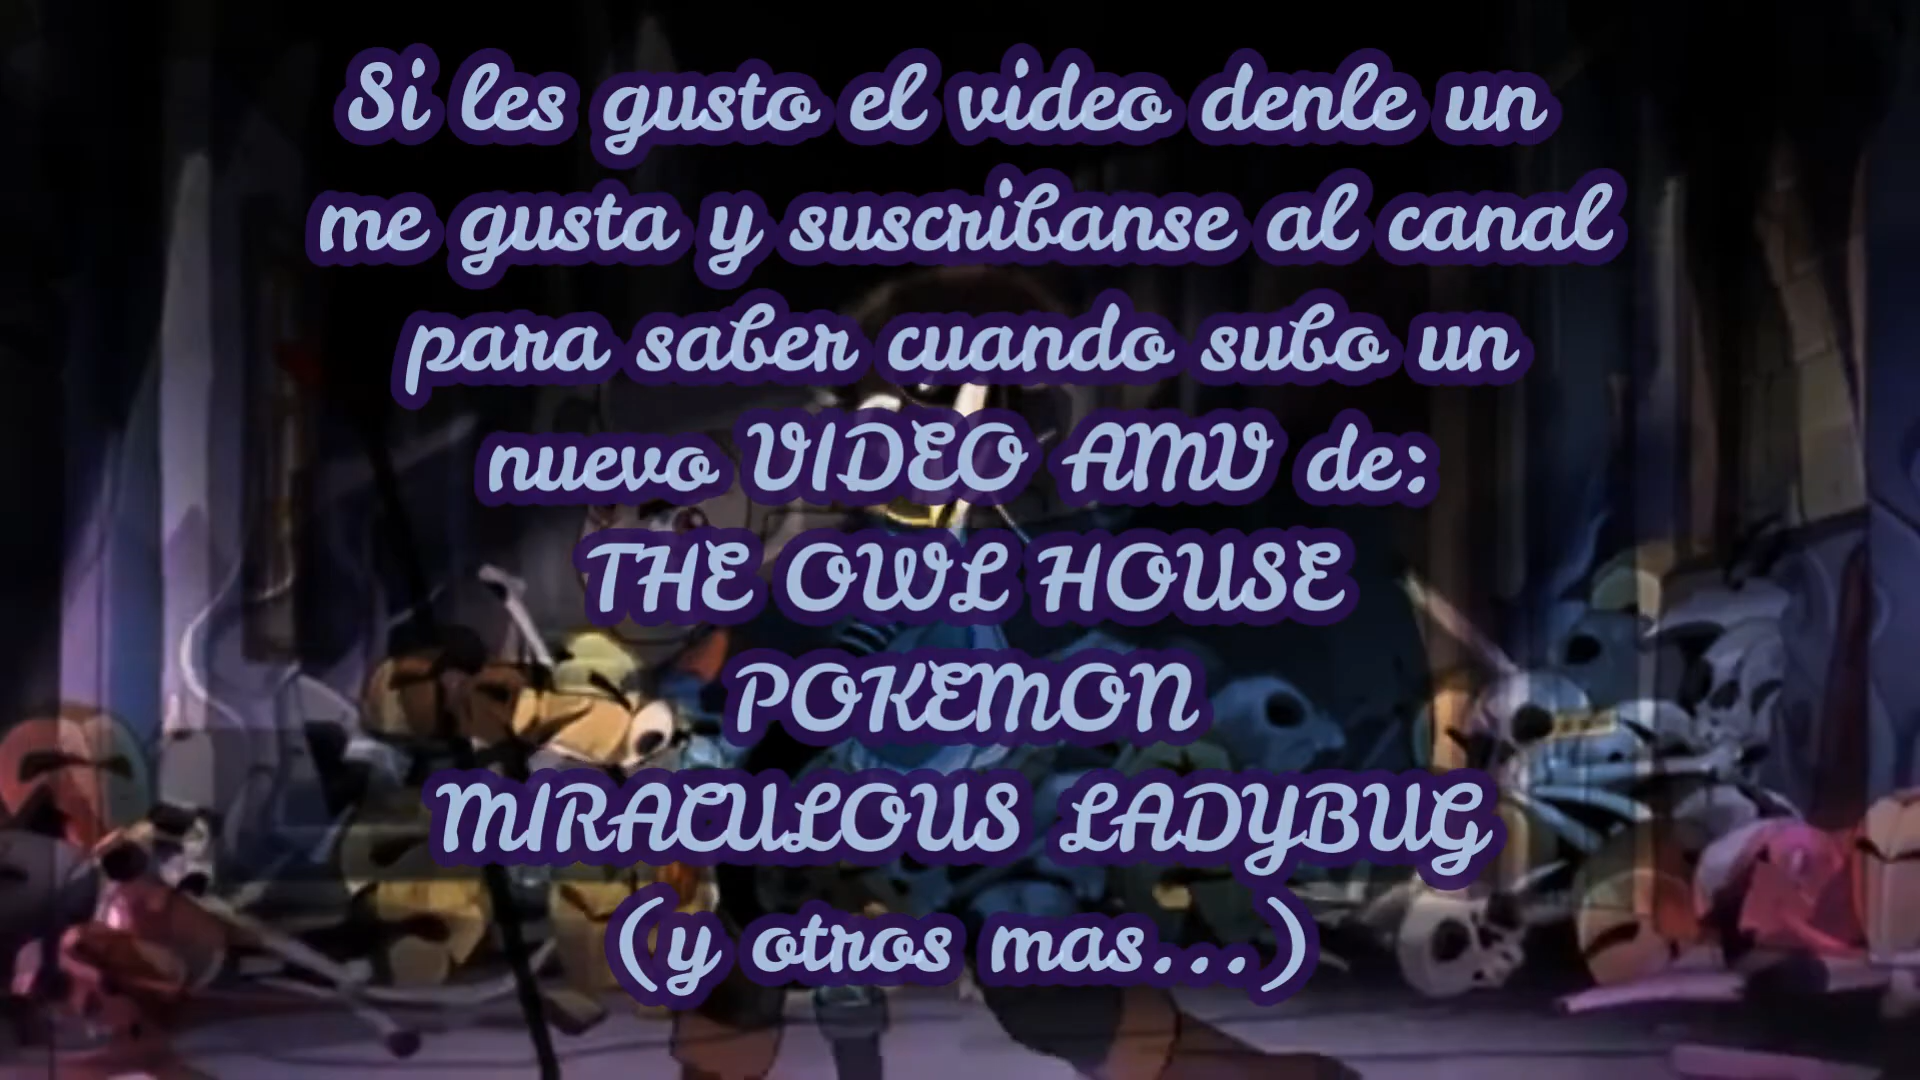 Si les gusto el video denle un
me gusta y suscribanse al canal
para saber cuando subo un
nuevo VIDEO AMV de:
THE OWL HOUSE
POKEMON
MIRACULOUS LADYBUG
(y otros mas...)